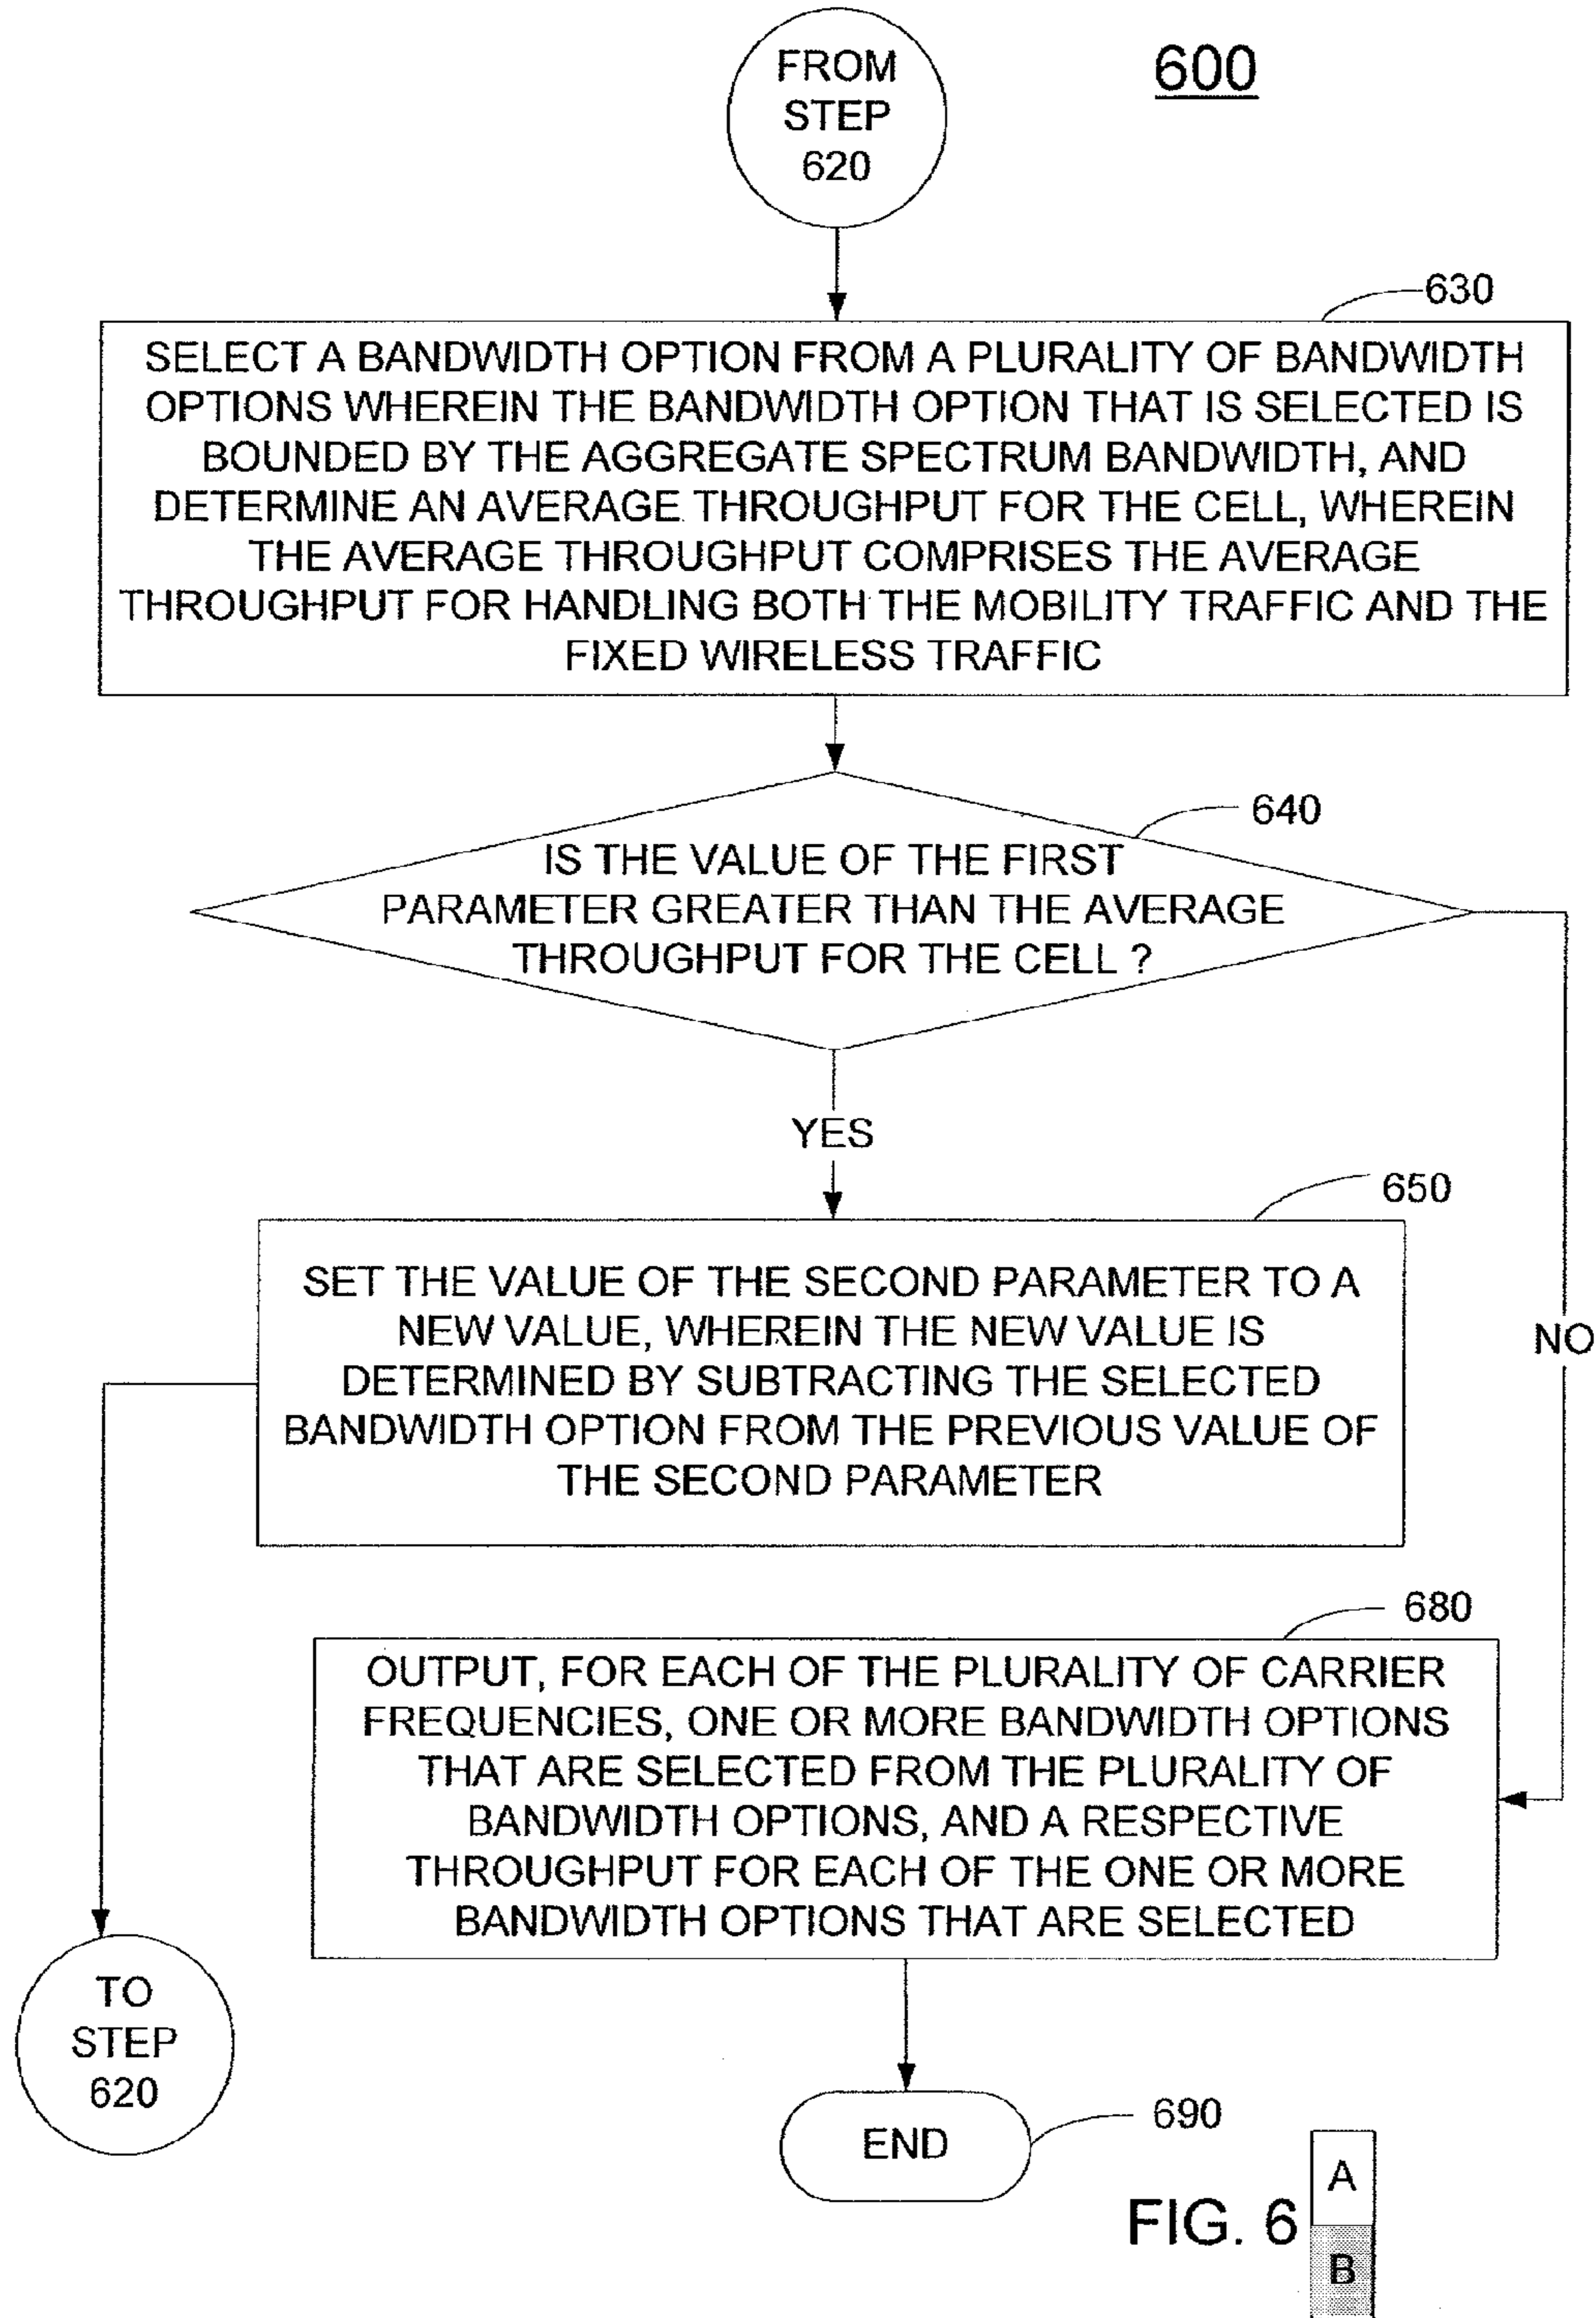 FROM
STEP
620
600
630
SELECT A BANDWIDTH OPTION FROM A PLURALITY OF BANDWIDTH
OPTIONS WHEREIN THE BANDWIDTH OPTION THAT IS SELECTED IS
BOUNDED BY THE AGGREGATE SPECTRUM BANDWIDTH, AND
DETERMINE AN AVERAGE THROUGHPUT FOR THE CELL, WHEREIN
THE AVERAGE THROUGHPUT COMPRISES THE AVERAGE
THROUGHPUT FOR HANDLING BOTH THE MOBILITY TRAFFIC AND THE
FIXED WIRELESS TRAFFIC
640
IS THE VALUE OF THE FIRST
PARAMETER GREATER THAN THE AVERAGE
THROUGHPUT FOR THE CELL ?
YES
650
SET THE VALUE OF THE SECOND PARAMETER TO A
NEW VALUE, WHEREIN THE NEW VALUE IS
DETERMINED BY SUBTRACTING THE SELECTED
BANDWIDTH OPTION FROM THE PREVIOUS VALUE OF
THE SECOND PARAMETER
NO
680
OUTPUT, FOR EACH OF THE PLURALITY OF CARRIER
FREQUENCIES, ONE OR MORE BANDWIDTH OPTIONS
THAT ARE SELECTED FROM THE PLURALITY OF
BANDWIDTH OPTIONS, AND A RESPECTIVE
THROUGHPUT FOR EACH OF THE ONE OR MORE
BANDWIDTH OPTIONS THAT ARE SELECTED
TO
STEP
620
END
690
FIG. 6
A
B